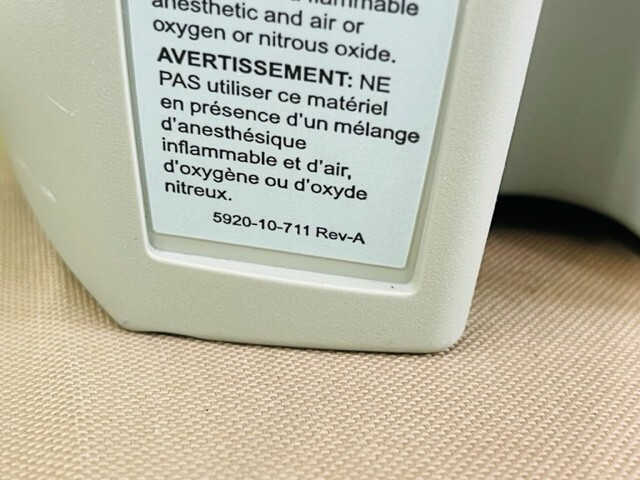 flammable
anesthetic and air or
oxygen or nitrous oxide.
AVERTISSEMENT: NE
PAS utiliser ce matériel
en présence d'un mélange
d'anesthésique
inflammable et d'air,
d'oxygène ou d'oxyde
nitreux.
5920-10-711 Rev-A